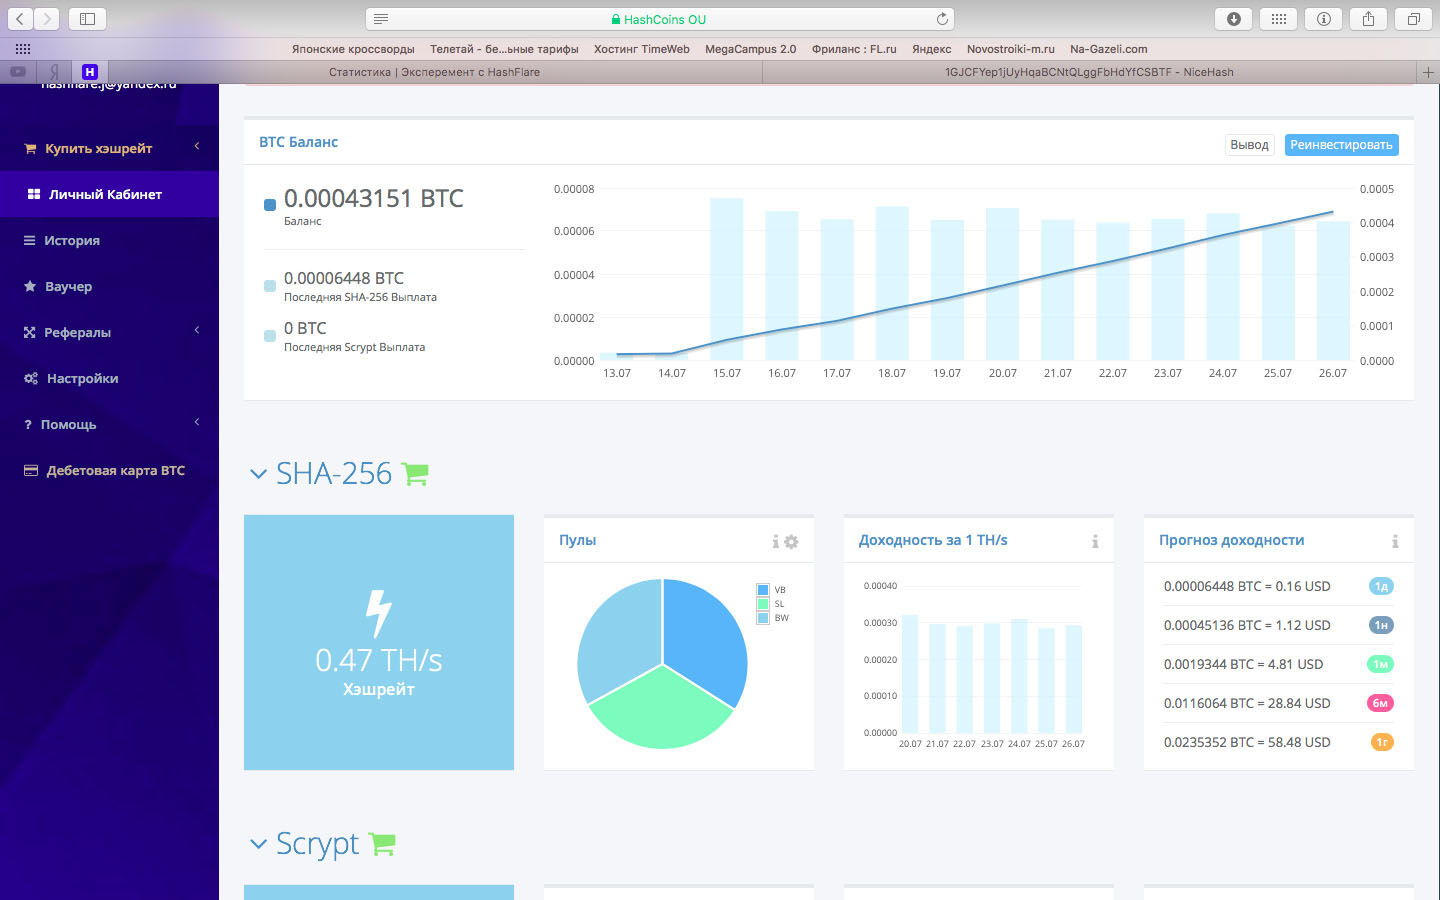 HashCoins OU
Японские кроссворды
Телетай - бе...ьные тарифы
Хостинг TimeWeb
MegaCampus 2.0
Фриланс : FL.ru
Яндекс
Novostroiki-m.ru
Na-Gazeli.com
Я
H
Статистика | Эксперемент с HashFlare
1GJCFYep1jUyHqaBCNtQLggFbHdYfCSBTF - NiceHash
hashflare.j@yandex.ru
Купить хэшрейт
Личный Кабинет
История
Ваучер
Рефералы
Настройки
? Помощь
Дебетовая карта BTC
BTC Баланс
Вывод
Реинвестировать
0.00043151 BTC
Баланс
0.00006448 BTC
Последняя SHA-256 Выплата
0 BTC
Последняя Scrypt Выплата
0.00008
0.00006
0.00004
0.00002
0.00000
0.0005
0.0004
0.0003
0.0002
0.0001
0.0000
13.07 14.07 15.07 16.07 17.07 18.07 19.07 20.07 21.07 22.07 23.07 24.07 25.07 26.07
SHA-256
0.47 TH/s
Хэшрейт
Пулы
VB
SL
BW
Доходность за 1 TH/s
0.00040
0.00030
0.00020
0.00010
0.00000
20.07 21.07 22.07 23.07 24.07 25.07 26.07
Прогноз доходности
0.00006448 BTC = 0.16 USD 1д
0.00045136 BTC = 1.12 USD 1н
0.0019344 BTC = 4.81 USD 1м
0.0116064 BTC = 28.84 USD 6м
0.0235352 BTC = 58.48 USD 1г
Scrypt